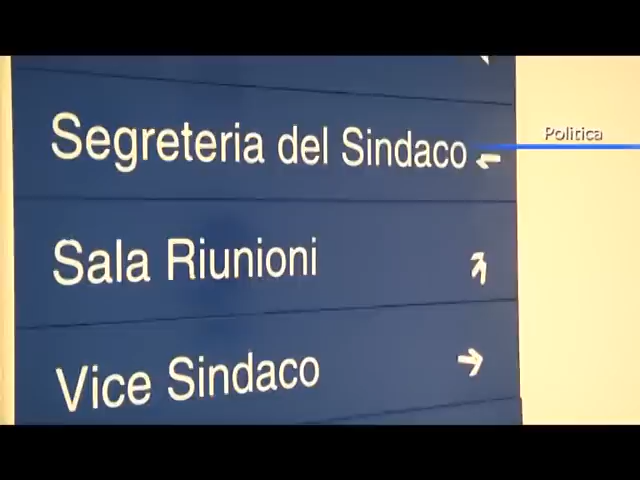 Segreteria del Sindaco
Politica
Sala Riunioni
Vice Sindaco